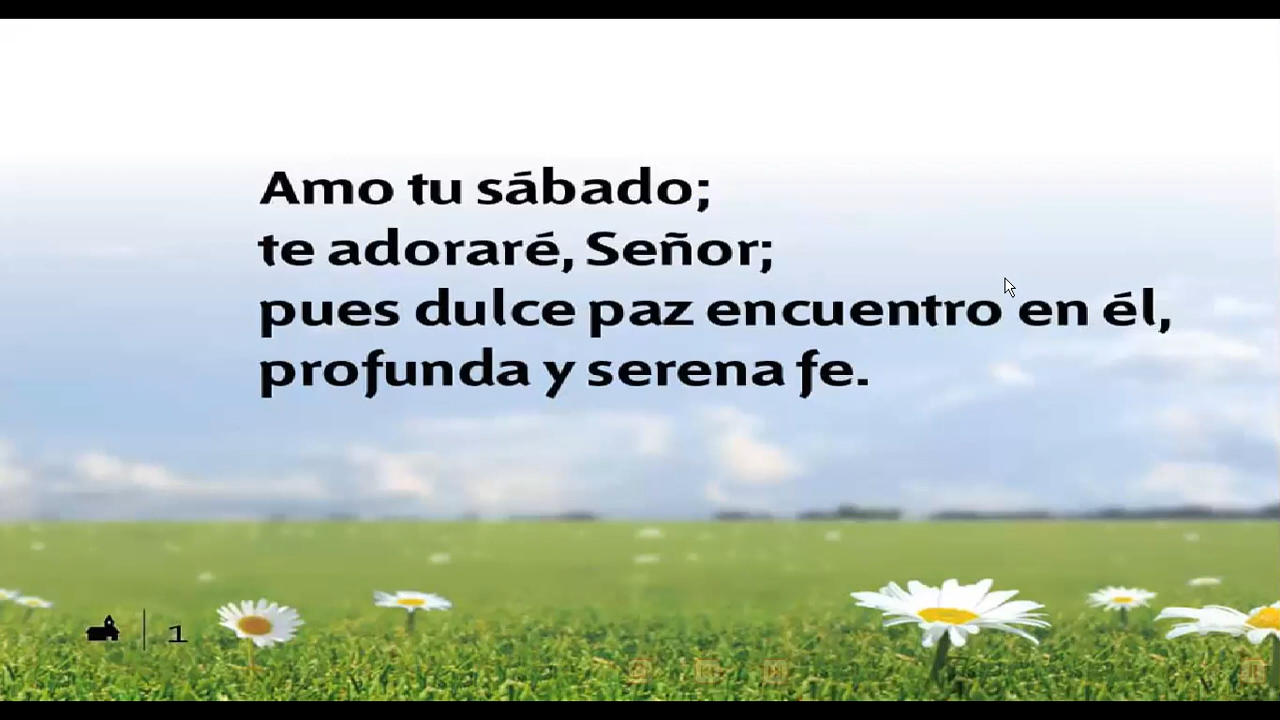 Amo tu sábado;
te adoraré, Señor;
pues dulce paz encuentro en él,
profunda y serena fe.
1